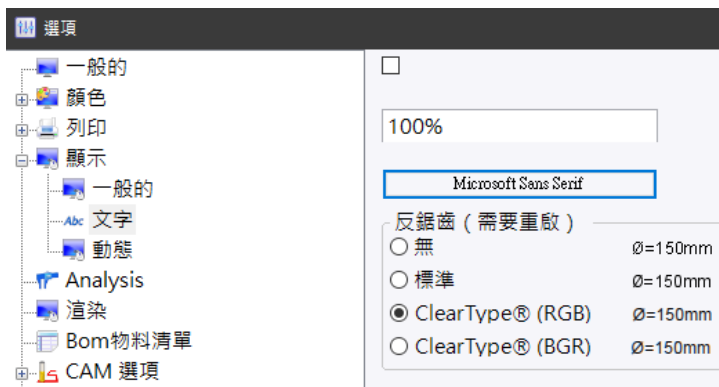 選項
一般的
顏色
列印
顯示
一般的
Abc 文字
動態
Analysis
渲染
Bom物料清單
CAM 選項
100%
Microsoft Sans Serif
反鋸齒（需要重啟）
無 Ø=150mm
標準 Ø=150mm
ClearType® (RGB) Ø=150mm
ClearType® (BGR) Ø=150mm